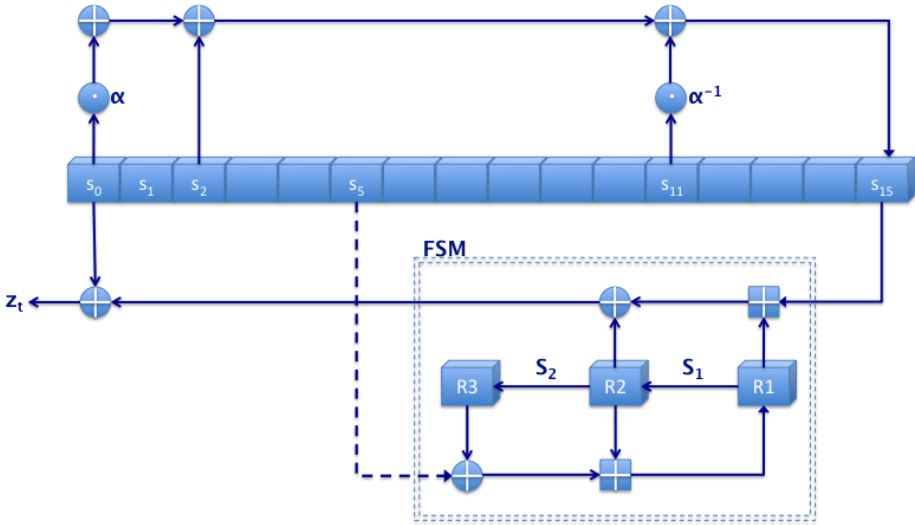 α
α⁻¹
s₀ s₁ s₂ s₅ s₁₁ s₁₅
FSM
zₜ
S₂ S₁
R3 R2 R1